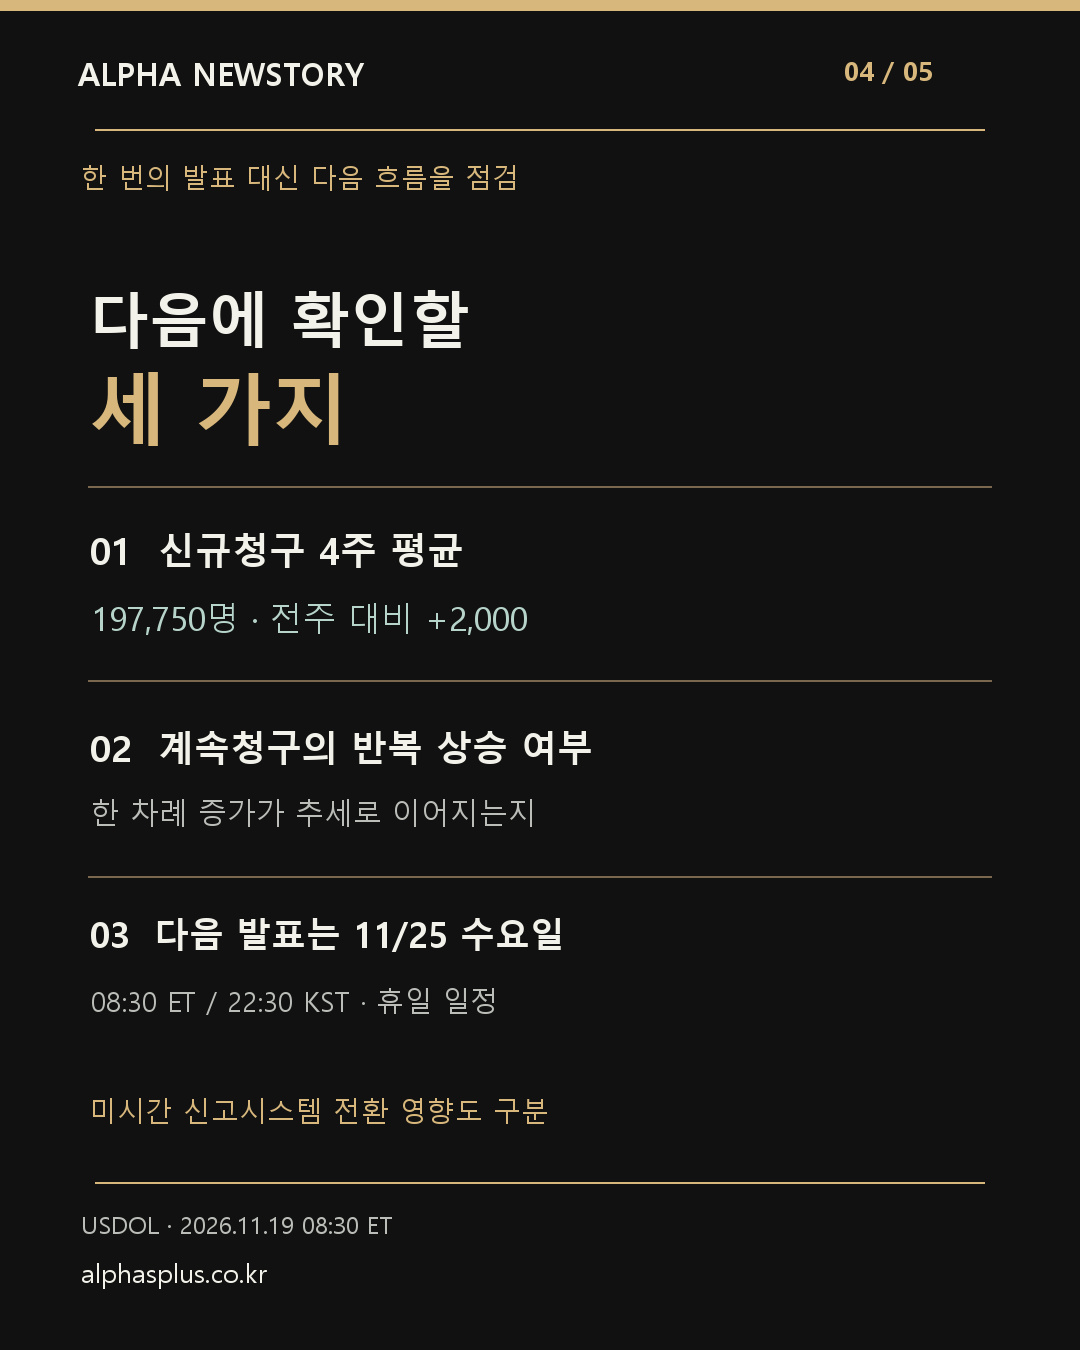 ALPHA NEWSTORY
04 / 05
한 번의 발표 대신 다음 흐름을 점검
다음에 확인할
세 가지
01 신규청구 4주 평균
197,750명 · 전주 대비 +2,000
02 계속청구의 반복 상승 여부
한 차례 증가가 추세로 이어지는지
03 다음 발표는 11/25 수요일
08:30 ET / 22:30 KST · 휴일 일정
미시간 신고시스템 전환 영향도 구분
USDOL · 2026.11.19 08:30 ET
alphasplus.co.kr